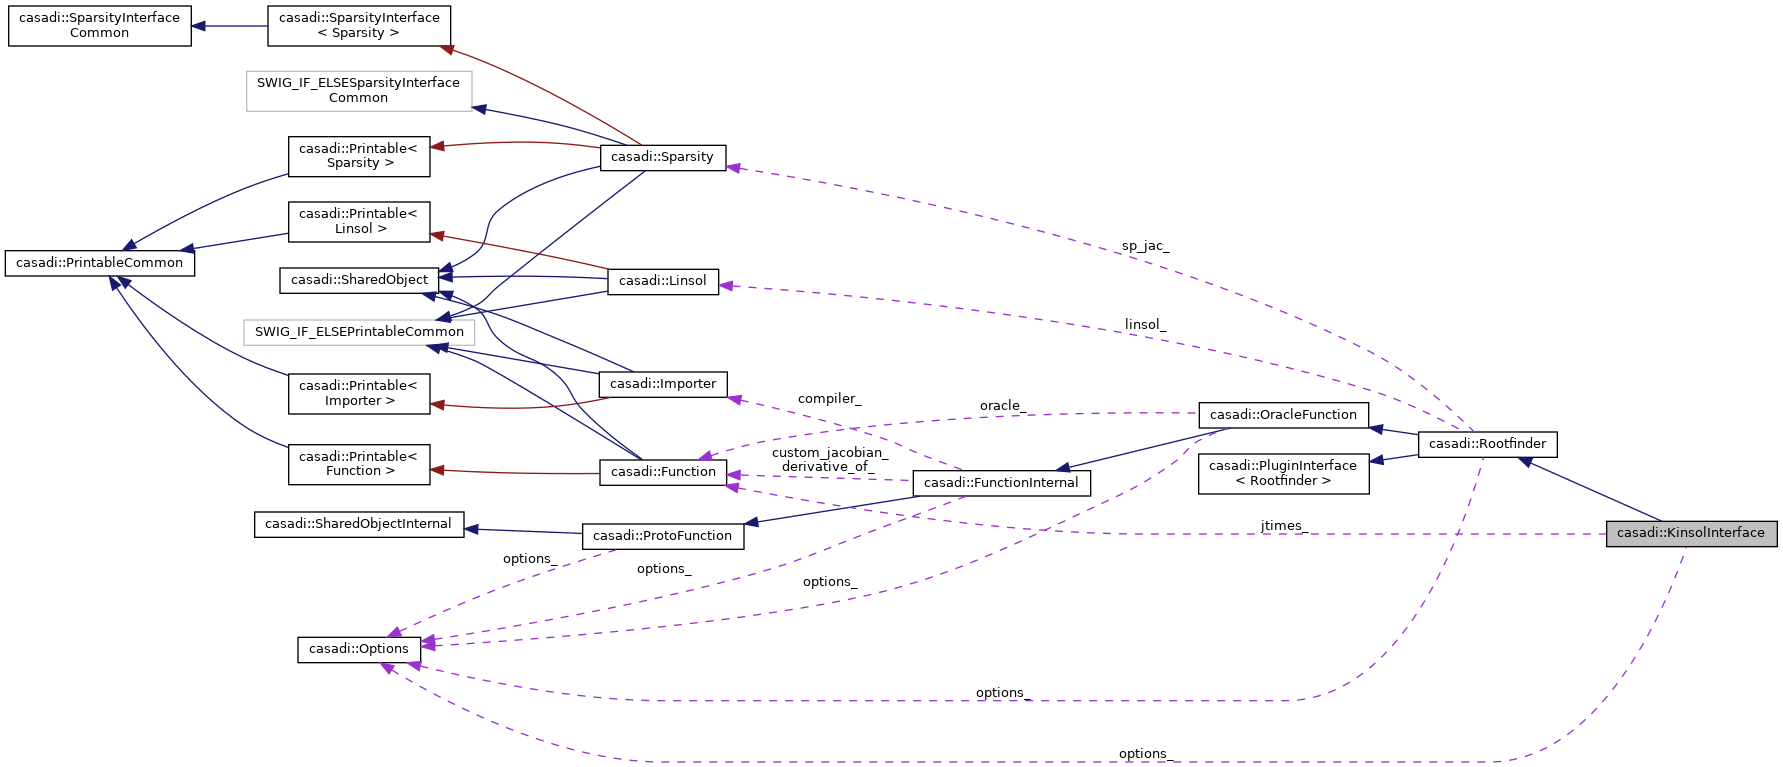 casadi::SparsityInterface
Common
casadi::SparsityInterface
< Sparsity >
SWIG_IF_ELSESparsityInterface
Common
casadi::Printable<
Sparsity >
casadi::Sparsity
casadi::Printable<
Linsol >
sp_jac_
casadi::PrintableCommon
casadi::SharedObject
casadi::Linsol
linsol_
SWIG_IF_ELSEPrintableCommon
casadi::Printable<
Importer >
casadi::Importer
compiler_
oracle_
casadi::OracleFunction
casadi::Rootfinder
casadi::Printable<
Function >
casadi::Function
custom_jacobian_
derivative_of_
casadi::FunctionInternal
casadi::PluginInterface
< Rootfinder >
casadi::SharedObjectInternal
casadi::ProtoFunction
jtimes_
casadi::KinsolInterface
options_
options_
options_
casadi::Options
options_
options_